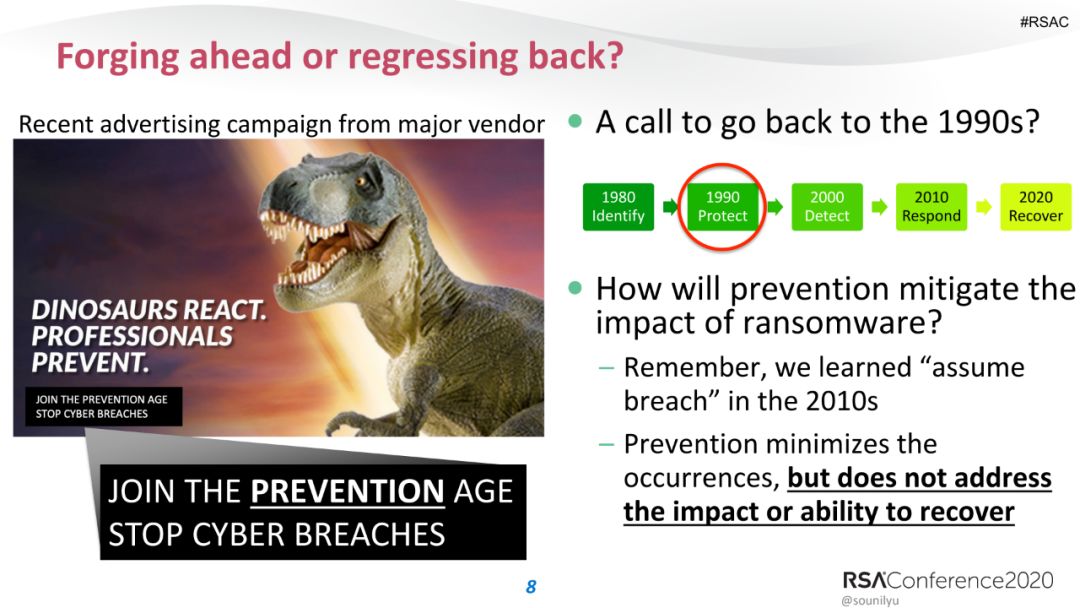 #RSAC
Forging ahead or regressing back?
Recent advertising campaign from major vendor
DINOSAURS REACT.
PROFESSIONALS
PREVENT.
JOIN THE PREVENTION AGE
STOP CYBER BREACHES
JOIN THE PREVENTION AGE
STOP CYBER BREACHES
• A call to go back to the 1990s?
1980 1990 2000 2010 2020
Identify Protect Detect Respond Recover
• How will prevention mitigate the
impact of ransomware?
– Remember, we learned “assume
breach” in the 2010s
– Prevention minimizes the
occurrences, but does not address
the impact or ability to recover
8
RSAConference2020
@sounilyu